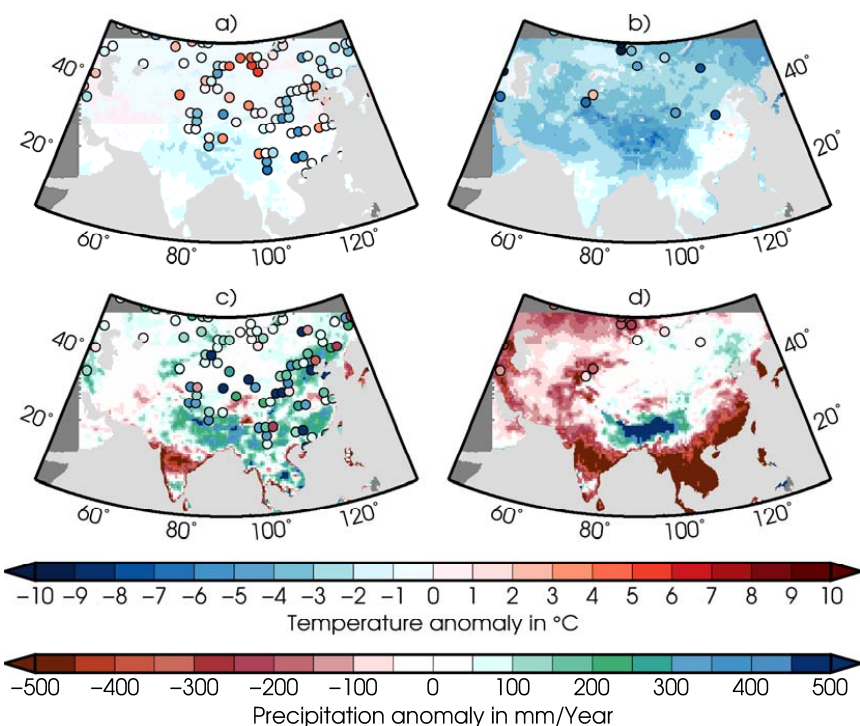 a) b)
40° 40°
20° 20°
60° 80° 100° 120° 60° 80° 100° 120°
c) d)
40° 40°
20° 20°
60° 80° 100° 120° 60° 80° 100° 120°
−10 −9 −8 −7 −6 −5 −4 −3 −2 −1 0 1 2 3 4 5 6 7 8 9 10
Temperature anomaly in °C
−500 −400 −300 −200 −100 0 100 200 300 400 500
Precipitation anomaly in mm/Year